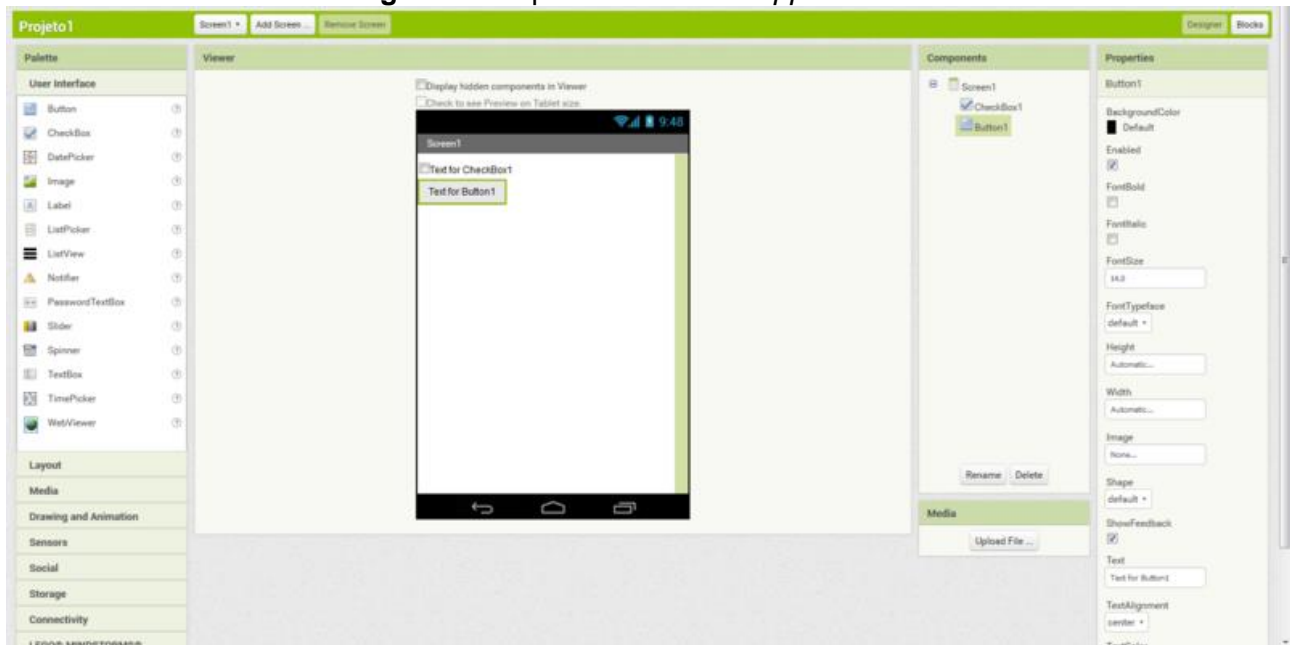 Projeto1
Screen1
Add Screen ...
Remove Screen
Designer
Blocks
Palette
User Interface
Button
CheckBox
DatePicker
Image
Label
ListPicker
ListView
Notifier
PasswordTextBox
Slider
Spinner
TextBox
TimePicker
WebViewer
Layout
Media
Drawing and Animation
Sensors
Social
Storage
Connectivity
Viewer
Display hidden components in Viewer
Check to see Preview on Tablet size.
9:48
Screen1
Text for CheckBox1
Text for Button1
Components
Screen1
CheckBox1
Button1
Rename
Delete
Media
Upload File ...
Properties
Button1
BackgroundColor
Default
Enabled
FontBold
FontItalic
FontSize
14.0
FontTypeface
default
Height
Automatic...
Width
Automatic...
Image
None...
Shape
default
ShowFeedback
Text
Text for Button1
TextAlignment
center